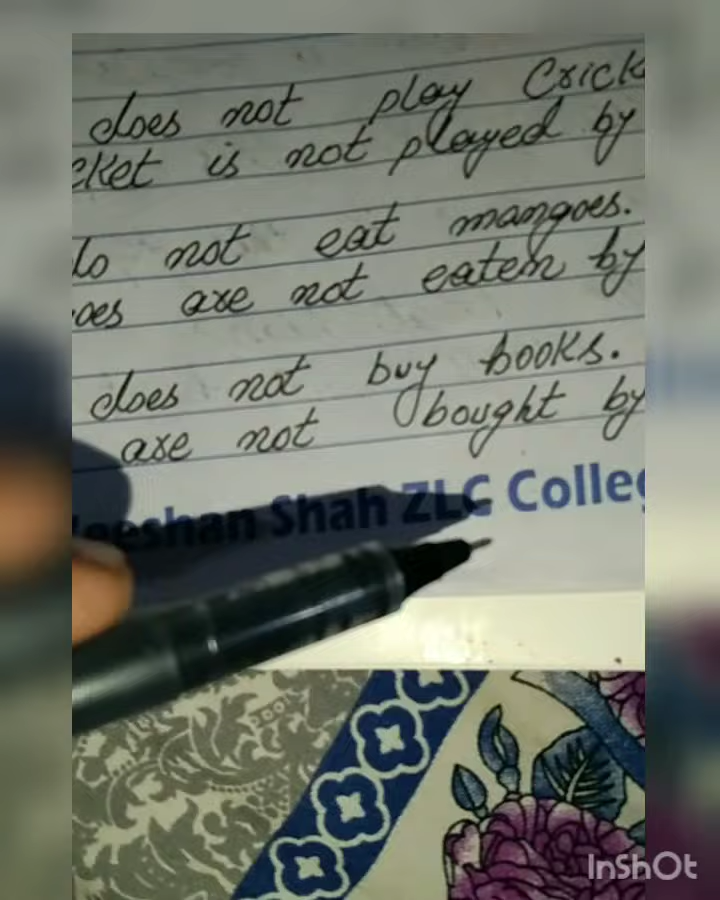 does not play Crick
cket is not played by
do not eat mangoes.
oes are not eaten by
does not buy books.
are not bought by
eeshan Shah ZLC Colleg
InShOt